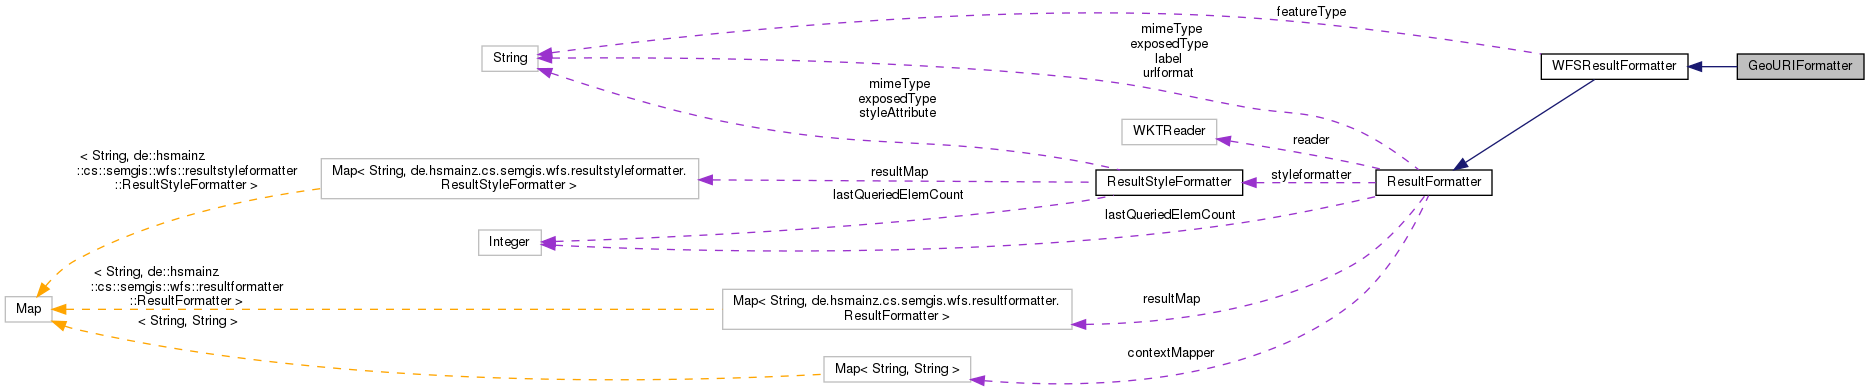 featureType
mimeType
exposedType
label
urlformat
String
WFSResultFormatter
GeoURIFormatter
mimeType
exposedType
styleAttribute
WKTReader
reader
< String, de::hsmainz
::cs::semgis::wfs::resultstyleformatter
::ResultStyleFormatter >
Map< String, de.hsmainz.cs.semgis.wfs.resultstyleformatter.
ResultStyleFormatter >
resultMap
ResultStyleFormatter
styleformatter
ResultFormatter
lastQueriedElemCount
lastQueriedElemCount
Integer
< String, de::hsmainz
::cs::semgis::wfs::resultformatter
::ResultFormatter >
Map
Map< String, de.hsmainz.cs.semgis.wfs.resultformatter.
ResultFormatter >
resultMap
< String, String >
contextMapper
Map< String, String >